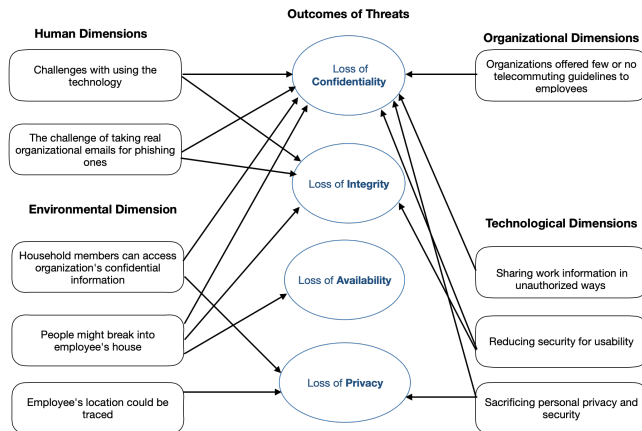 Outcomes of Threats
Human Dimensions
Organizational Dimensions
Challenges with using the
technology
Loss of
Confidentiality
Organizations offered few or no
telecommuting guidelines to
employees
The challenge of taking real
organizational emails for phishing
ones
Loss of Integrity
Environmental Dimension
Technological Dimensions
Household members can access
organization's confidential
information
Loss of Availability
Sharing work information in
unauthorized ways
People might break into
employee's house
Reducing security for usability
Loss of Privacy
Employee's location could be
traced
Sacrificing personal privacy and
security